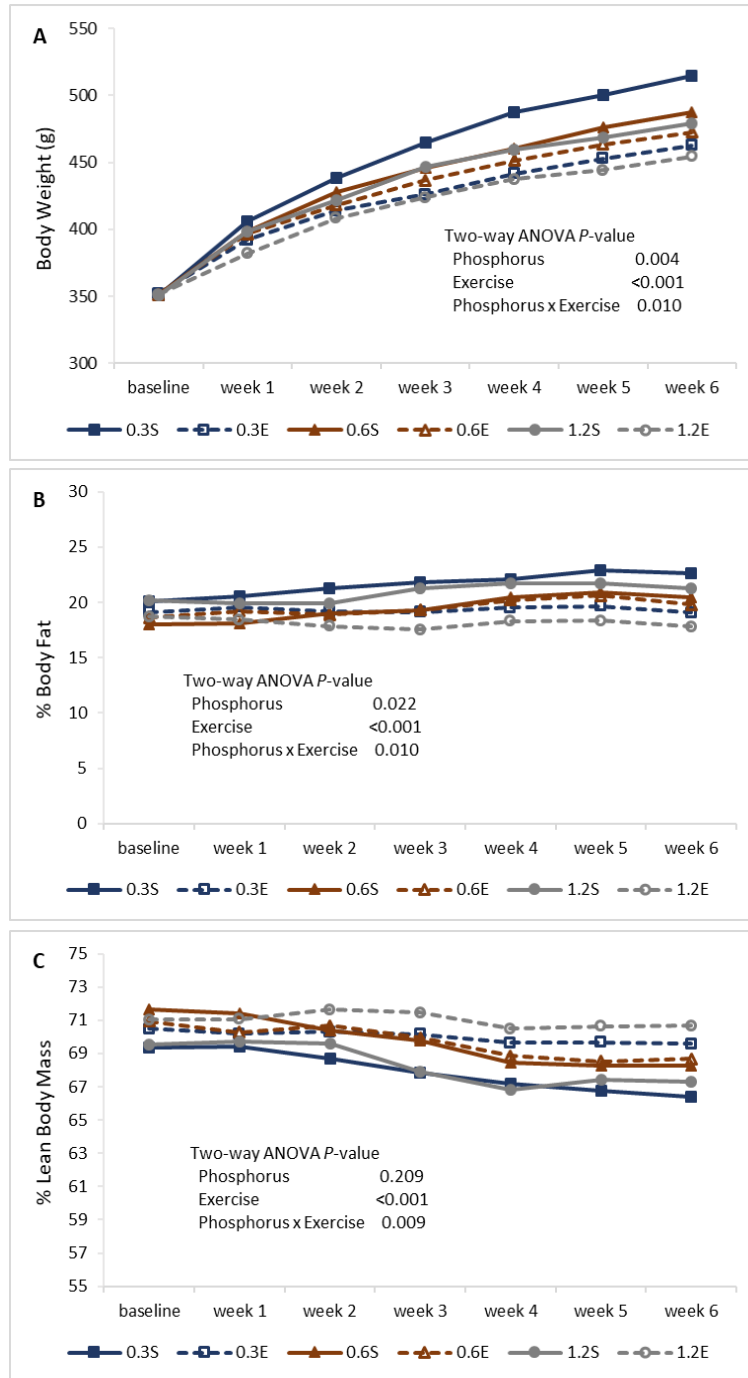 A
550
500
450
400
350
300
Body Weight (g)
Two-way ANOVA P-value
Phosphorus 0.004
Exercise <0.001
Phosphorus x Exercise 0.010
baseline week 1 week 2 week 3 week 4 week 5 week 6
0.3S 0.3E 0.6S 0.6E 1.2S 1.2E
B
30
25
20
15
10
5
0
% Body Fat
Two-way ANOVA P-value
Phosphorus 0.022
Exercise <0.001
Phosphorus x Exercise 0.010
baseline week 1 week 2 week 3 week 4 week 5 week 6
0.3S 0.3E 0.6S 0.6E 1.2S 1.2E
C
75
73
71
69
67
65
63
61
59
57
55
% Lean Body Mass
Two-way ANOVA P-value
Phosphorus 0.209
Exercise <0.001
Phosphorus x Exercise 0.009
baseline week 1 week 2 week 3 week 4 week 5 week 6
0.3S 0.3E 0.6S 0.6E 1.2S 1.2E